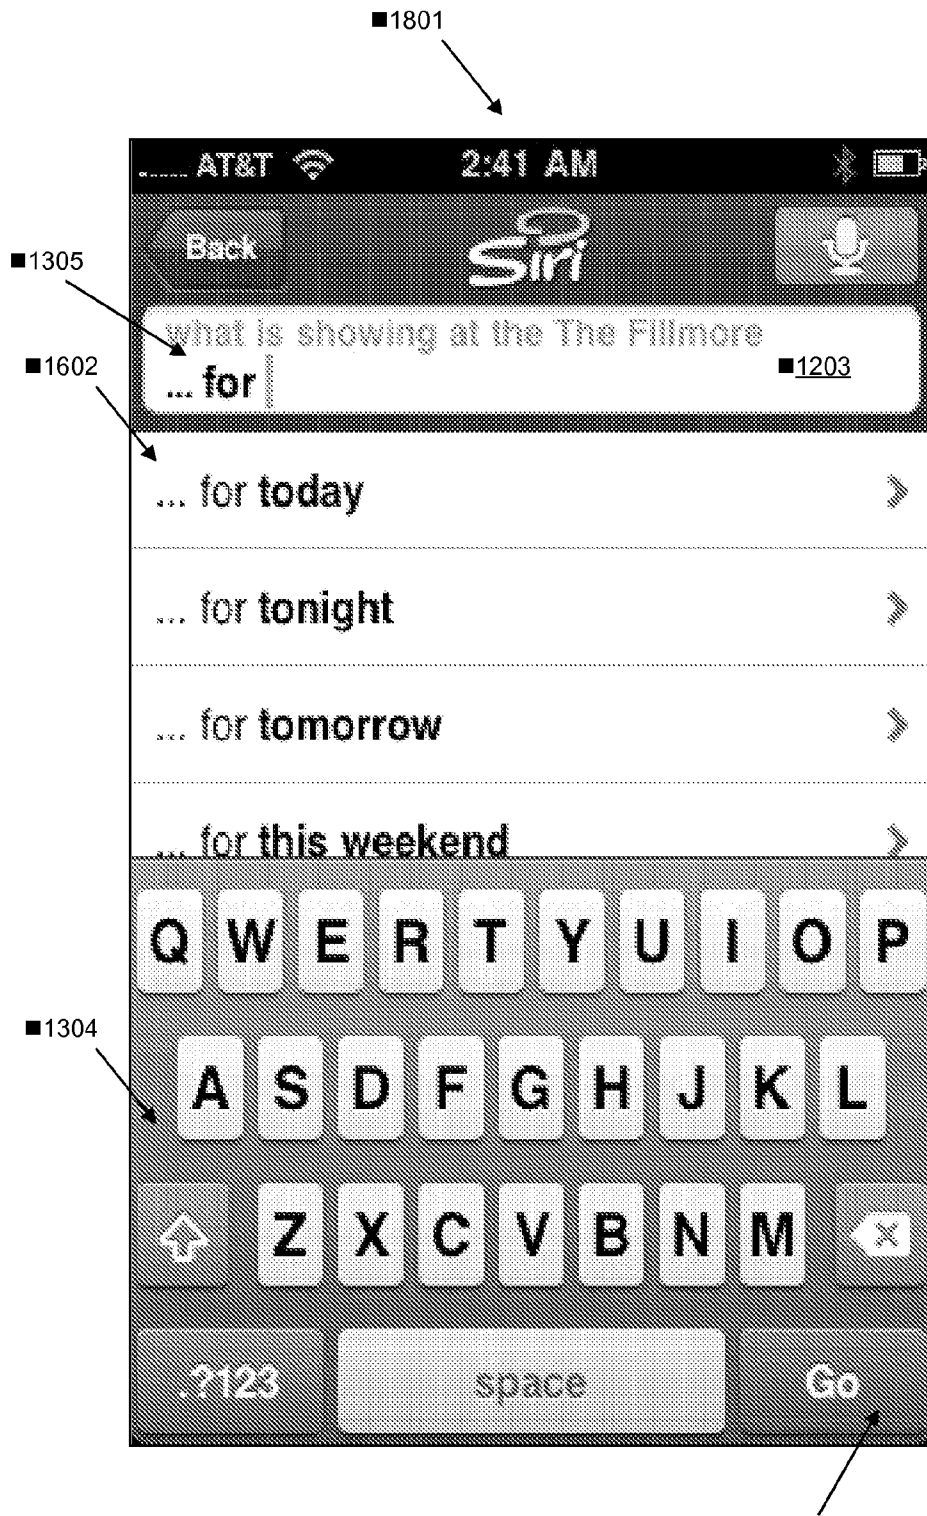 ■1801
AT&T 2:41 AM
Back Siri
■1305
what is showing at the The Fillmore
■1602
... for ■1203
... for today
... for tonight
... for tomorrow
... for this weekend
Q W E R T Y U I O P
■1304
A S D F G H J K L
Z X C V B N M
.?123 space Go